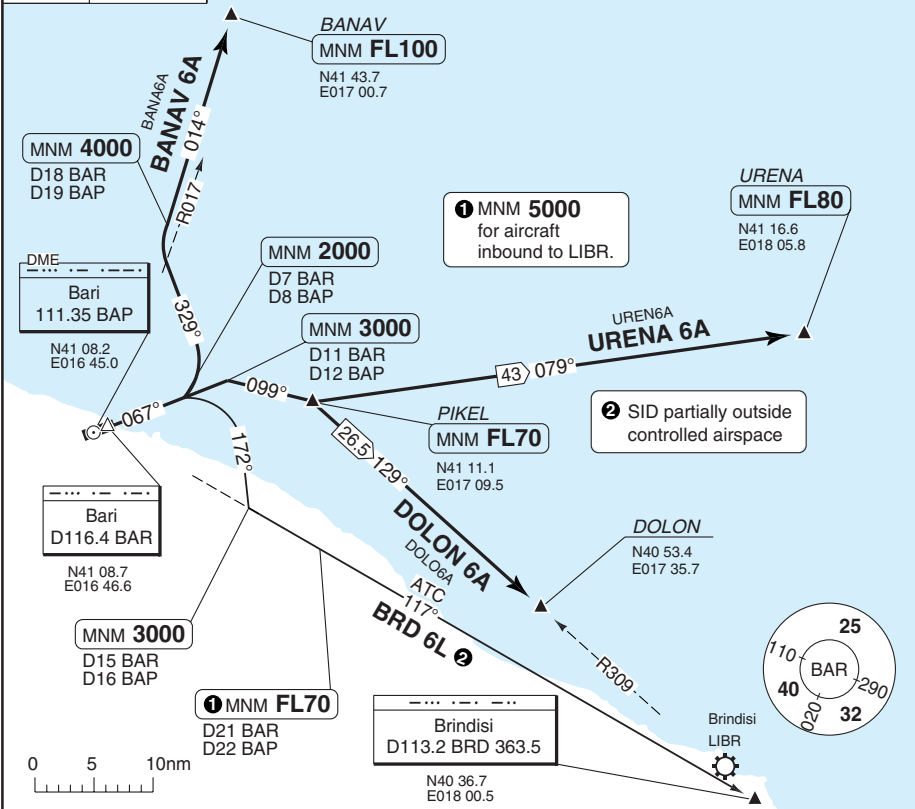 BANAV
MNM FL100
N41 43.7
E017 00.7
BANA6A
BANAV 6A
014°
R017
MNM 4000
D18 BAR
D19 BAP
URENA
MNM FL80
N41 16.6
E018 05.8
❶ MNM 5000
for aircraft
inbound to LIBR.
MNM 2000
D7 BAR
D8 BAP
DME
Bari
111.35 BAP
N41 08.2
E016 45.0
329°
MNM 3000
D11 BAR
D12 BAP
UREN6A
URENA 6A
43 079°
099°
067°
PIKEL
MNM FL70
N41 11.1
E017 09.5
❷ SID partially outside
controlled airspace
172°
26.5 129°
Bari
D116.4 BAR
N41 08.7
E016 46.6
DOLON 6A
DOLO6A
DOLON
N40 53.4
E017 35.7
ATC
117°
BRD 6L ❷
MNM 3000
D15 BAR
D16 BAP
R309
❶ MNM FL70
D21 BAR
D22 BAP
Brindisi
D113.2 BRD 363.5
N40 36.7
E018 00.5
Brindisi
LIBR
25
110
BAR
290
40
020
32
0 5 10nm